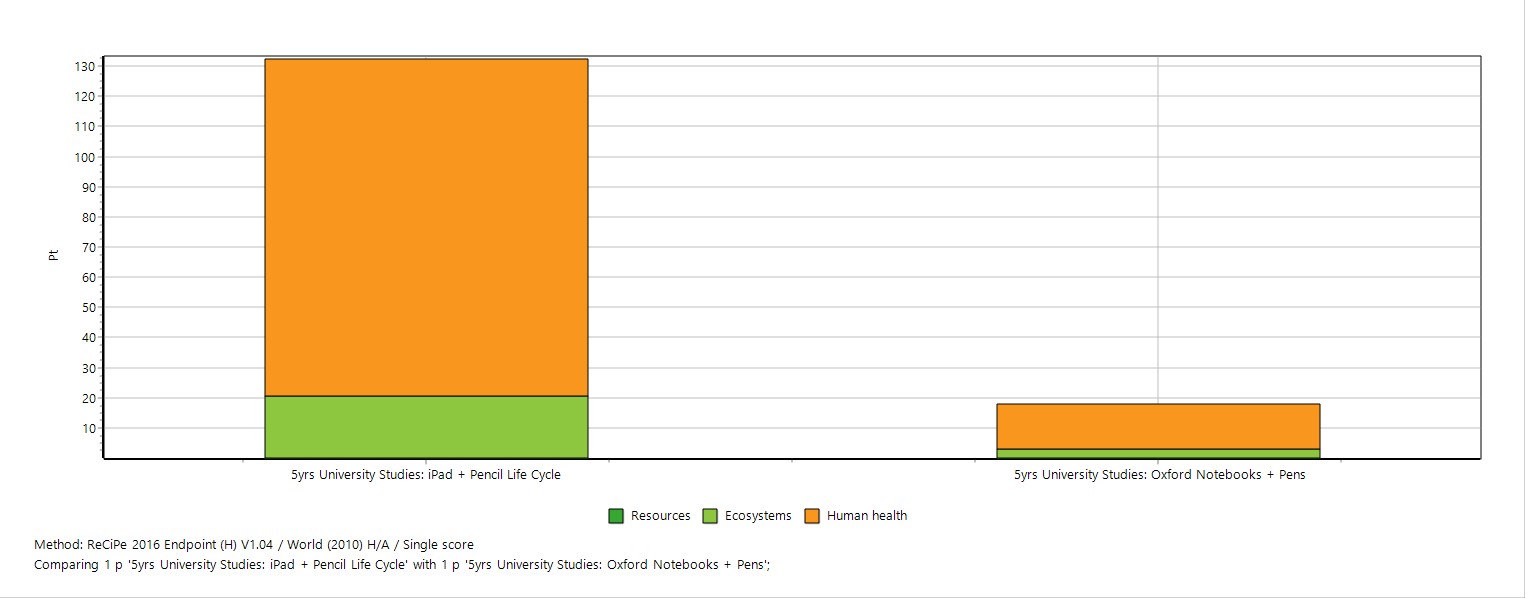 130
120
110
100
90
80
70
60
50
40
30
20
10
Pt
5yrs University Studies: iPad + Pencil Life Cycle
5yrs University Studies: Oxford Notebooks + Pens
Resources Ecosystems Human health
Method: ReCiPe 2016 Endpoint (H) V1.04 / World (2010) H/A / Single score
Comparing 1 p '5yrs University Studies: iPad + Pencil Life Cycle' with 1 p '5yrs University Studies: Oxford Notebooks + Pens';